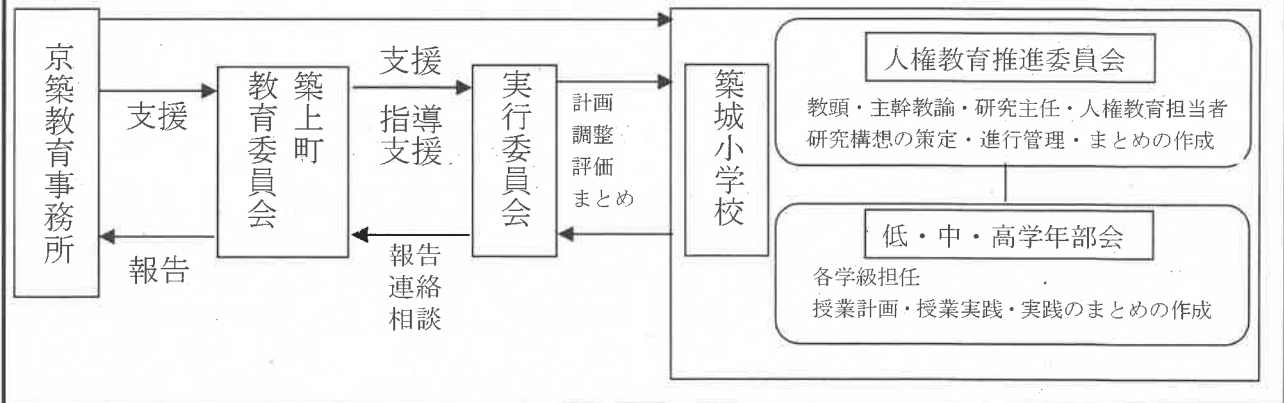 京築教育事務所
支援
報告
築上町
教育委員会
支援
指導
支援
報告
連絡
相談
実行委員会
計画
調整
評価
まとめ
築城小学校
人権教育推進委員会
教頭・主幹教諭・研究主任・人権教育担当者
研究構想の策定・進行管理・まとめの作成
低・中・高学年部会
各学級担任
授業計画・授業実践・実践のまとめの作成